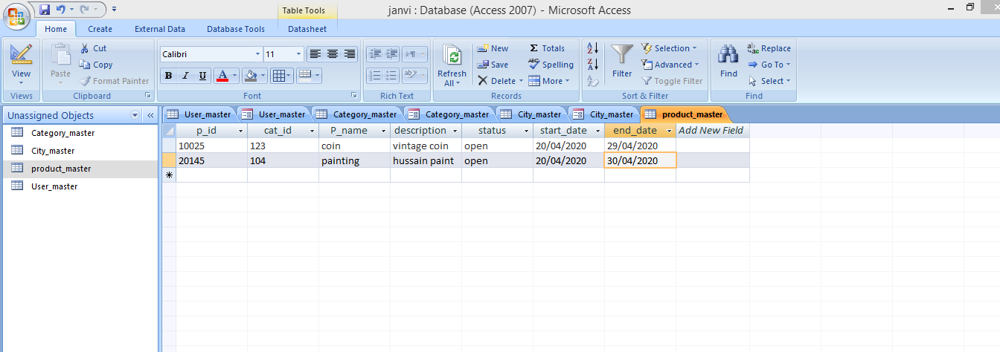 Table Tools
janvi : Database (Access 2007) - Microsoft Access
Home Create External Data Database Tools Datasheet
View
Views
Paste
Cut
Copy
Format Painter
Clipboard
Calibri 11
B I U A
Font
Rich Text
Refresh All
New
Save
Delete
Σ Totals
ABC Spelling
More
Records
Filter
Selection
Advanced
Toggle Filter
Sort & Filter
Find
Replace
Go To
Select
Find
Unassigned Objects
Category_master
City_master
product_master
User_master
User_master User_master Category_master Category_master City_master City_master product_master
p_id cat_id P_name description status start_date end_date Add New Field
10025 123 coin vintage coin open 20/04/2020 29/04/2020
20145 104 painting hussain paint open 20/04/2020 30/04/2020